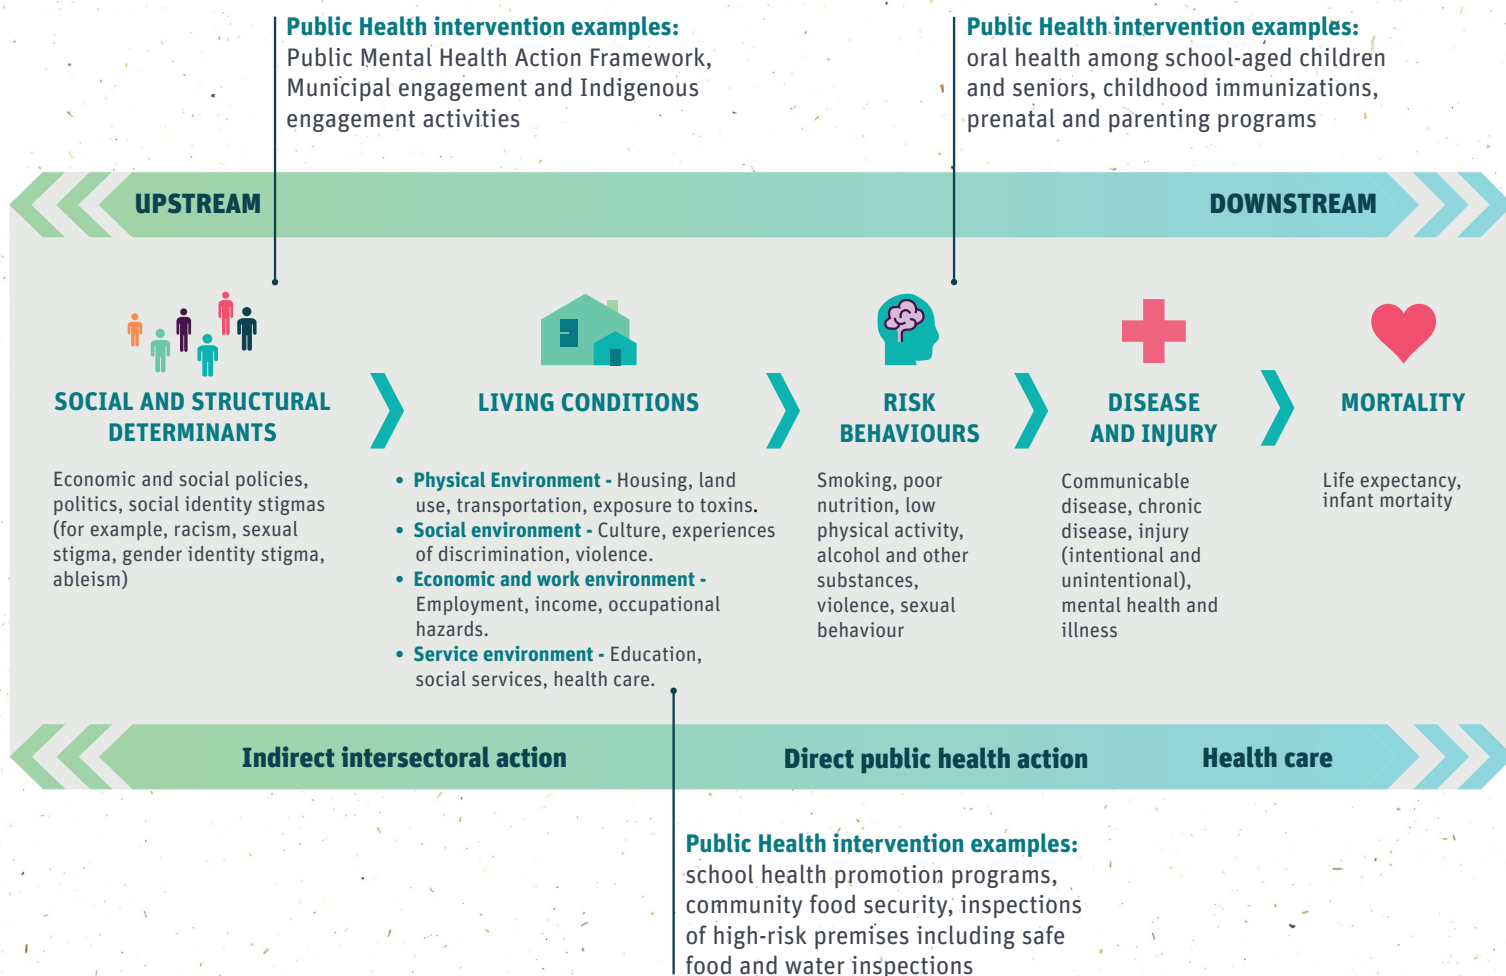 Public Health intervention examples:
Public Mental Health Action Framework,
Municipal engagement and Indigenous
engagement activities
Public Health intervention examples:
oral health among school-aged children
and seniors, childhood immunizations,
prenatal and parenting programs
UPSTREAM
DOWNSTREAM
SOCIAL AND STRUCTURAL
DETERMINANTS
Economic and social policies,
politics, social identity stigmas
(for example, racism, sexual
stigma, gender identity stigma,
ableism)
LIVING CONDITIONS
• Physical Environment - Housing, land
use, transportation, exposure to toxins.
• Social environment - Culture, experiences
of discrimination, violence.
• Economic and work environment -
Employment, income, occupational
hazards.
• Service environment - Education,
social services, health care.
RISK
BEHAVIOURS
Smoking, poor
nutrition, low
physical activity,
alcohol and other
substances,
violence, sexual
behaviour
DISEASE
AND INJURY
Communicable
disease, chronic
disease, injury
(intentional and
unintentional),
mental health and
illness
MORTALITY
Life expectancy,
infant mortaity
Indirect intersectoral action
Direct public health action
Health care
Public Health intervention examples:
school health promotion programs,
community food security, inspections
of high-risk premises including safe
food and water inspections